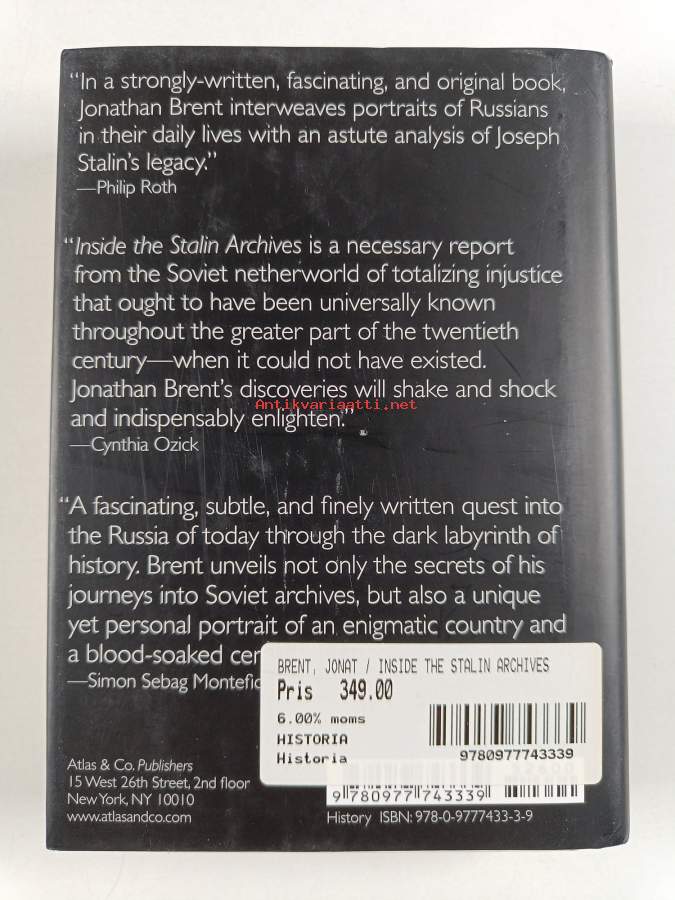 “In a strongly-written, fascinating, and original book,
Jonathan Brent interweaves portraits of Russians
in their daily lives with an astute analysis of Joseph
Stalin’s legacy.”
—Philip Roth
“Inside the Stalin Archives is a necessary report
from the Soviet netherworld of totalizing injustice
that ought to have been universally known
throughout the greater part of the twentieth
century—when it could not have existed.
Jonathan Brent’s discoveries will shake and shock
and indispensably enlighten.”
Antikvariaatti.net
—Cynthia Ozick
“A fascinating, subtle, and finely written quest into
the Russia of today through the dark labyrinth of
history. Brent unveils not only the secrets of his
journeys into Soviet archives, but also a unique
yet personal portrait of an enigmatic country and
a blood-soaked
—Simon Sebag
BRENT, JONAT / INSIDE THE STALIN ARCHIVES
Pris 349.00
6.00% moms
HISTORIA
Historia
9780977743339
Atlas & Co. Publishers
15 West 26th Street, 2nd floor
New York, NY 10010
www.atlasandco.com
9 780977 743339
History ISBN: 978-0-9777433-3-9